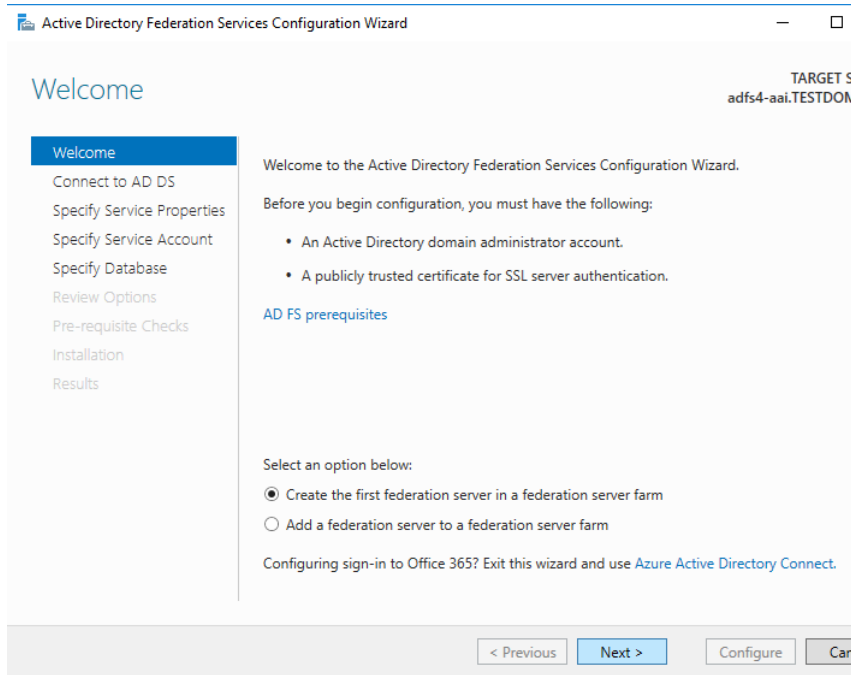 Active Directory Federation Services Configuration Wizard
Welcome
TARGET S
adfs4-aai.TESTDOM
Welcome
Connect to AD DS
Specify Service Properties
Specify Service Account
Specify Database
Review Options
Pre-requisite Checks
Installation
Results
Welcome to the Active Directory Federation Services Configuration Wizard.
Before you begin configuration, you must have the following:
• An Active Directory domain administrator account.
• A publicly trusted certificate for SSL server authentication.
AD FS prerequisites
Select an option below:
Create the first federation server in a federation server farm
Add a federation server to a federation server farm
Configuring sign-in to Office 365? Exit this wizard and use Azure Active Directory Connect.
< Previous
Next >
Configure
Can